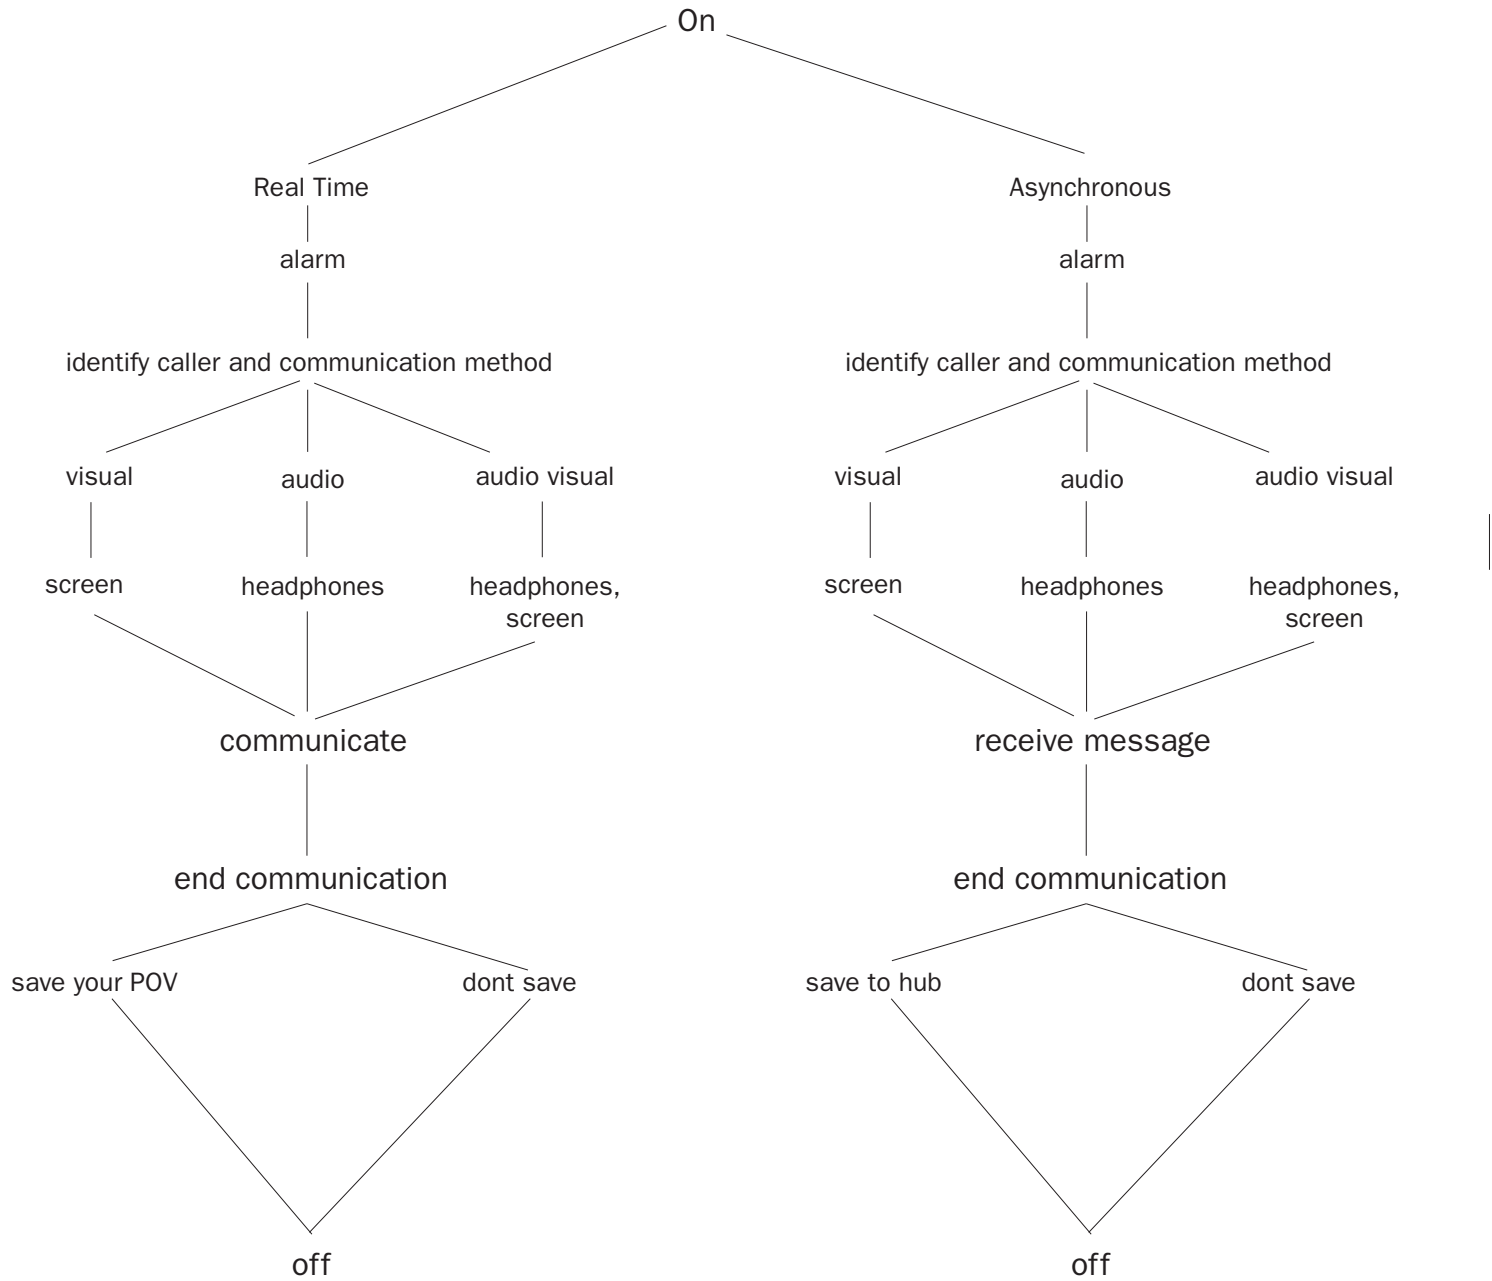 On
Real Time
Asynchronous
alarm
alarm
identify caller and communication method
identify caller and communication method
visual
audio
audio visual
visual
audio
audio visual
screen
headphones
headphones,
screen
screen
headphones
headphones,
screen
communicate
receive message
end communication
end communication
save your POV
dont save
save to hub
dont save
off
off